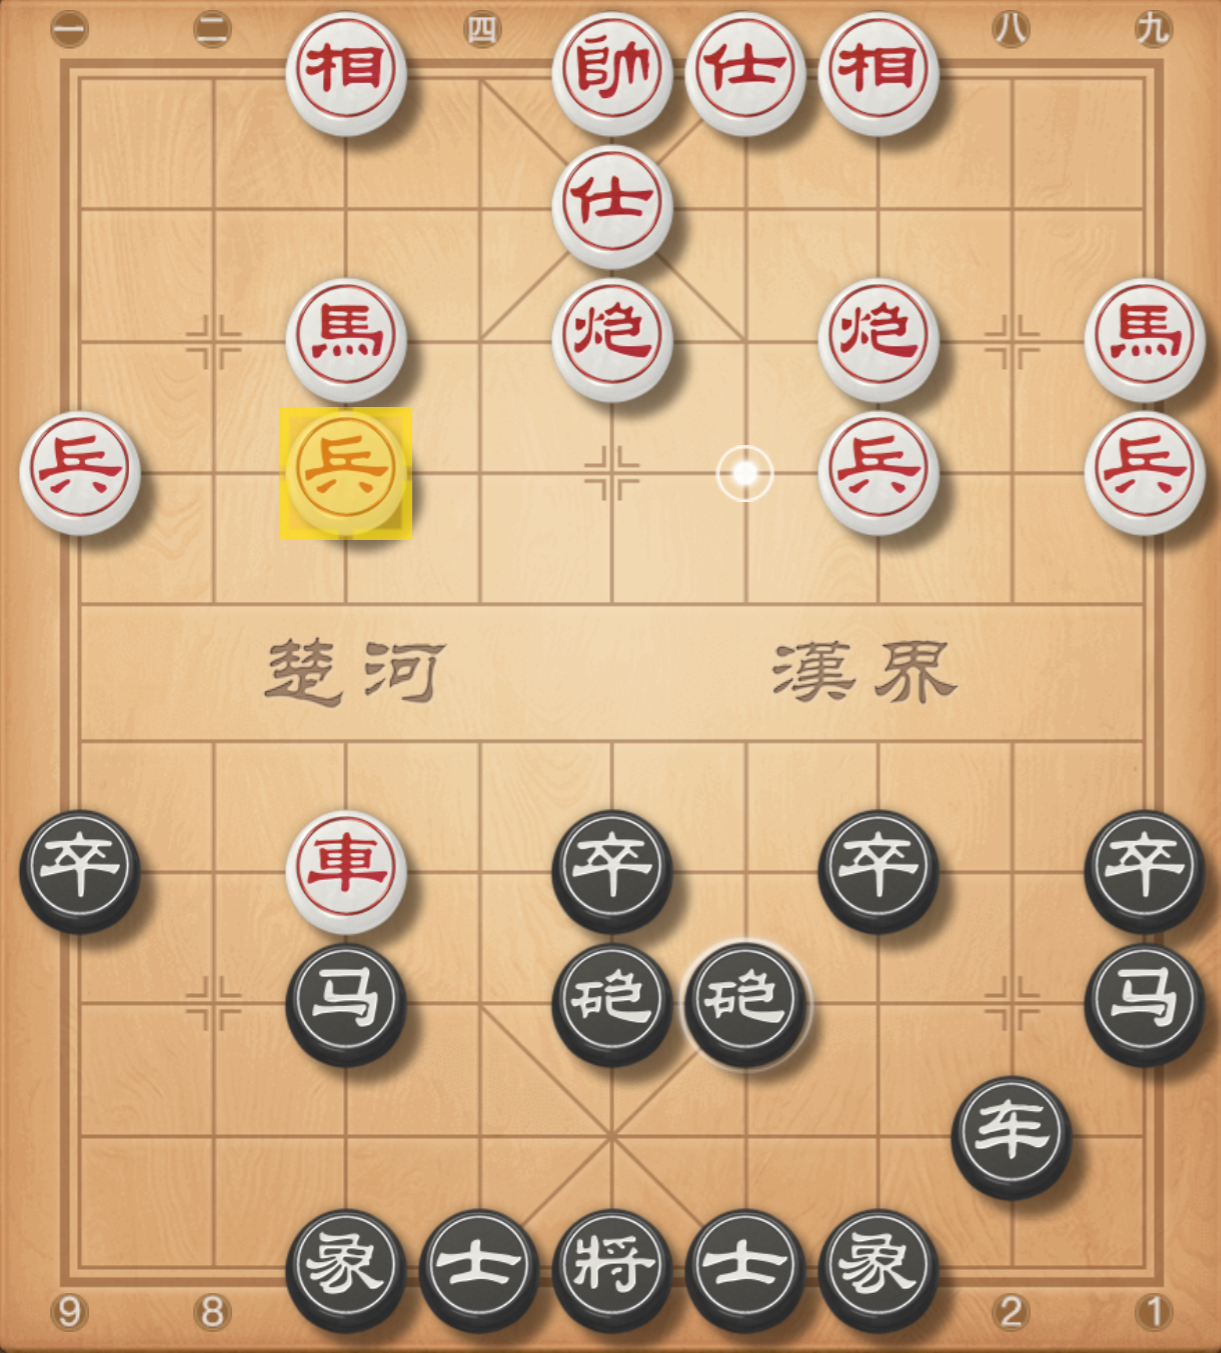 一 二 相 四 帥 仕 相 八 九
仕
馬 炮 炮 馬
兵 兵 兵 兵
楚河 漢界
卒 車 卒 卒 卒
马 砲 砲 马
车
象 士 将 士 象
9 8 2 1